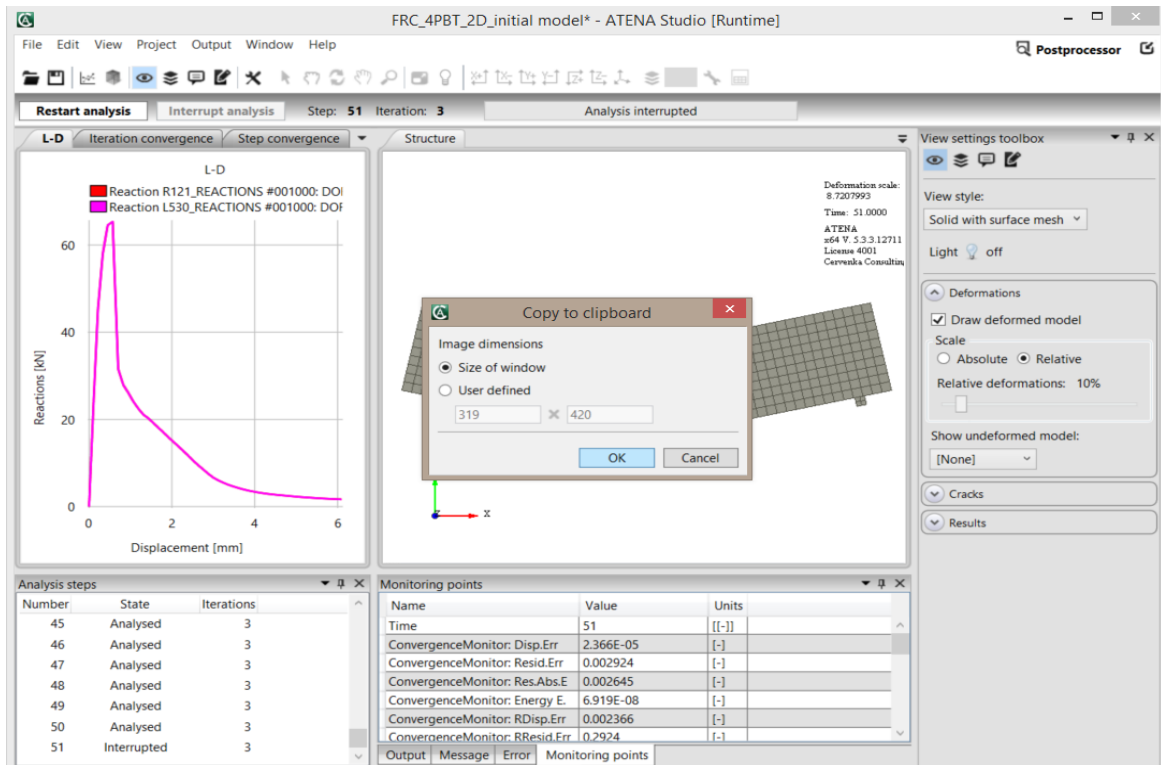 FRC_4PBT_2D_initial model* - ATENA Studio [Runtime]
File Edit View Project Output Window Help
Postprocessor
Restart analysis Interrupt analysis Step: 51 Iteration: 3 Analysis interrupted
L-D Iteration convergence Step convergence
L-D
Reaction R121_REACTIONS #001000: DOI
Reaction L530_REACTIONS #001000: DOF
60
40
20
0
0 2 4 6
Reactions [kN]
Displacement [mm]
Structure
Deformation scale:
8.7207993
Time: 51.0000
ATENA
x64 V. 5.3.3.12711
License 4001
Cervenka Consulting
X
Copy to clipboard
Image dimensions
Size of window
User defined
319 × 420
OK Cancel
View settings toolbox
View style:
Solid with surface mesh
Light off
Deformations
Draw deformed model
Scale
Absolute Relative
Relative deformations: 10%
Show undeformed model:
[None]
Cracks
Results
Analysis steps
Number State Iterations
45 Analysed 3
46 Analysed 3
47 Analysed 3
48 Analysed 3
49 Analysed 3
50 Analysed 3
51 Interrupted 3
Monitoring points
Name Value Units
Time 51 [[-]]
ConvergenceMonitor: Disp.Err 2.366E-05 [-]
ConvergenceMonitor: Resid.Err 0.002924 [-]
ConvergenceMonitor: Res.Abs.E 0.002645 [-]
ConvergenceMonitor: Energy E. 6.919E-08 [-]
ConvergenceMonitor: RDisp.Err 0.002366 [-]
ConvergenceMonitor: RResid.Err 0.2924 [-]
Output Message Error Monitoring points